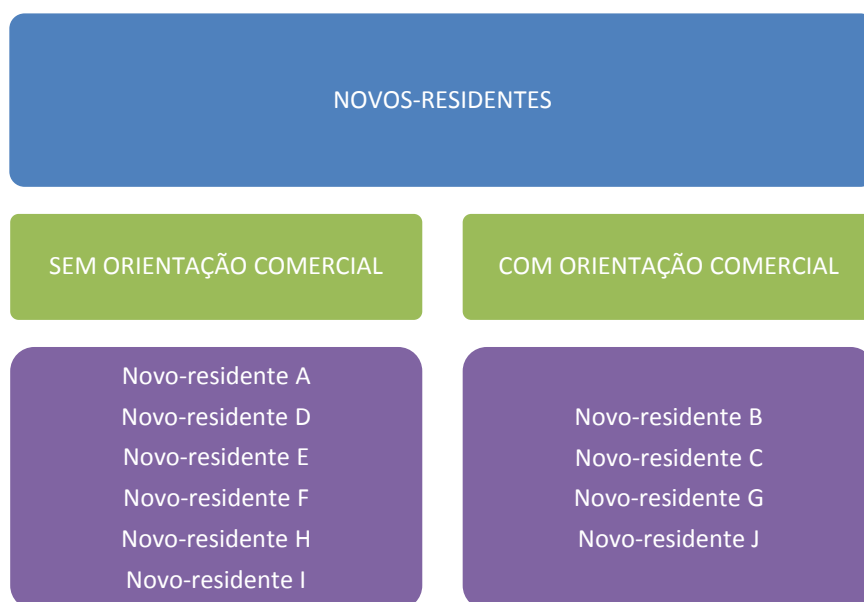 NOVOS-RESIDENTES
SEM ORIENTAÇÃO COMERCIAL
COM ORIENTAÇÃO COMERCIAL
Novo-residente A
Novo-residente D
Novo-residente E
Novo-residente F
Novo-residente H
Novo-residente I
Novo-residente B
Novo-residente C
Novo-residente G
Novo-residente J